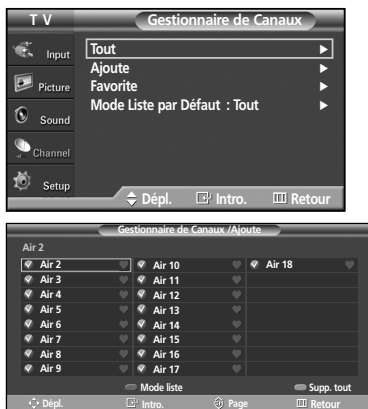 T V Gestionnaire de Canaux
Input
Picture
Sound
Channel
Setup
Tout
Ajoute
Favorite
Mode Liste par Défaut : Tout
Dépl. Intro. Retour
Gestionnaire de Canaux /Ajoute
Air 2
Air 2 Air 10 Air 18
Air 3 Air 11
Air 4 Air 12
Air 5 Air 13
Air 6 Air 14
Air 7 Air 15
Air 8 Air 16
Air 9 Air 17
Mode liste Supp. tout
Dépl. Intro. Page Retour